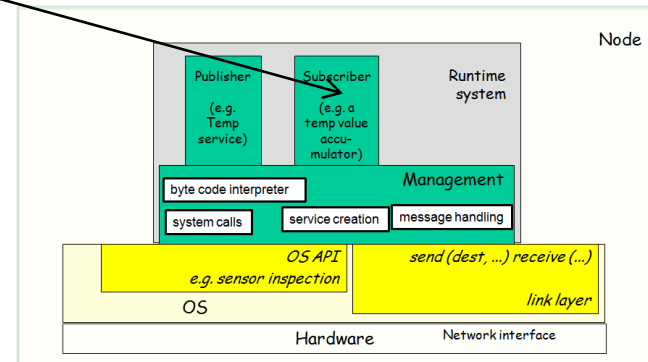 Node
Publisher
(e.g.
Temp
service)
Subscriber
(e.g. a
temp value
accu-
mulator)
Runtime
system
Management
byte code interpreter
system calls
service creation
message handling
OS API
e.g. sensor inspection
send (dest, ...) receive (...)
link layer
OS
Hardware
Network interface